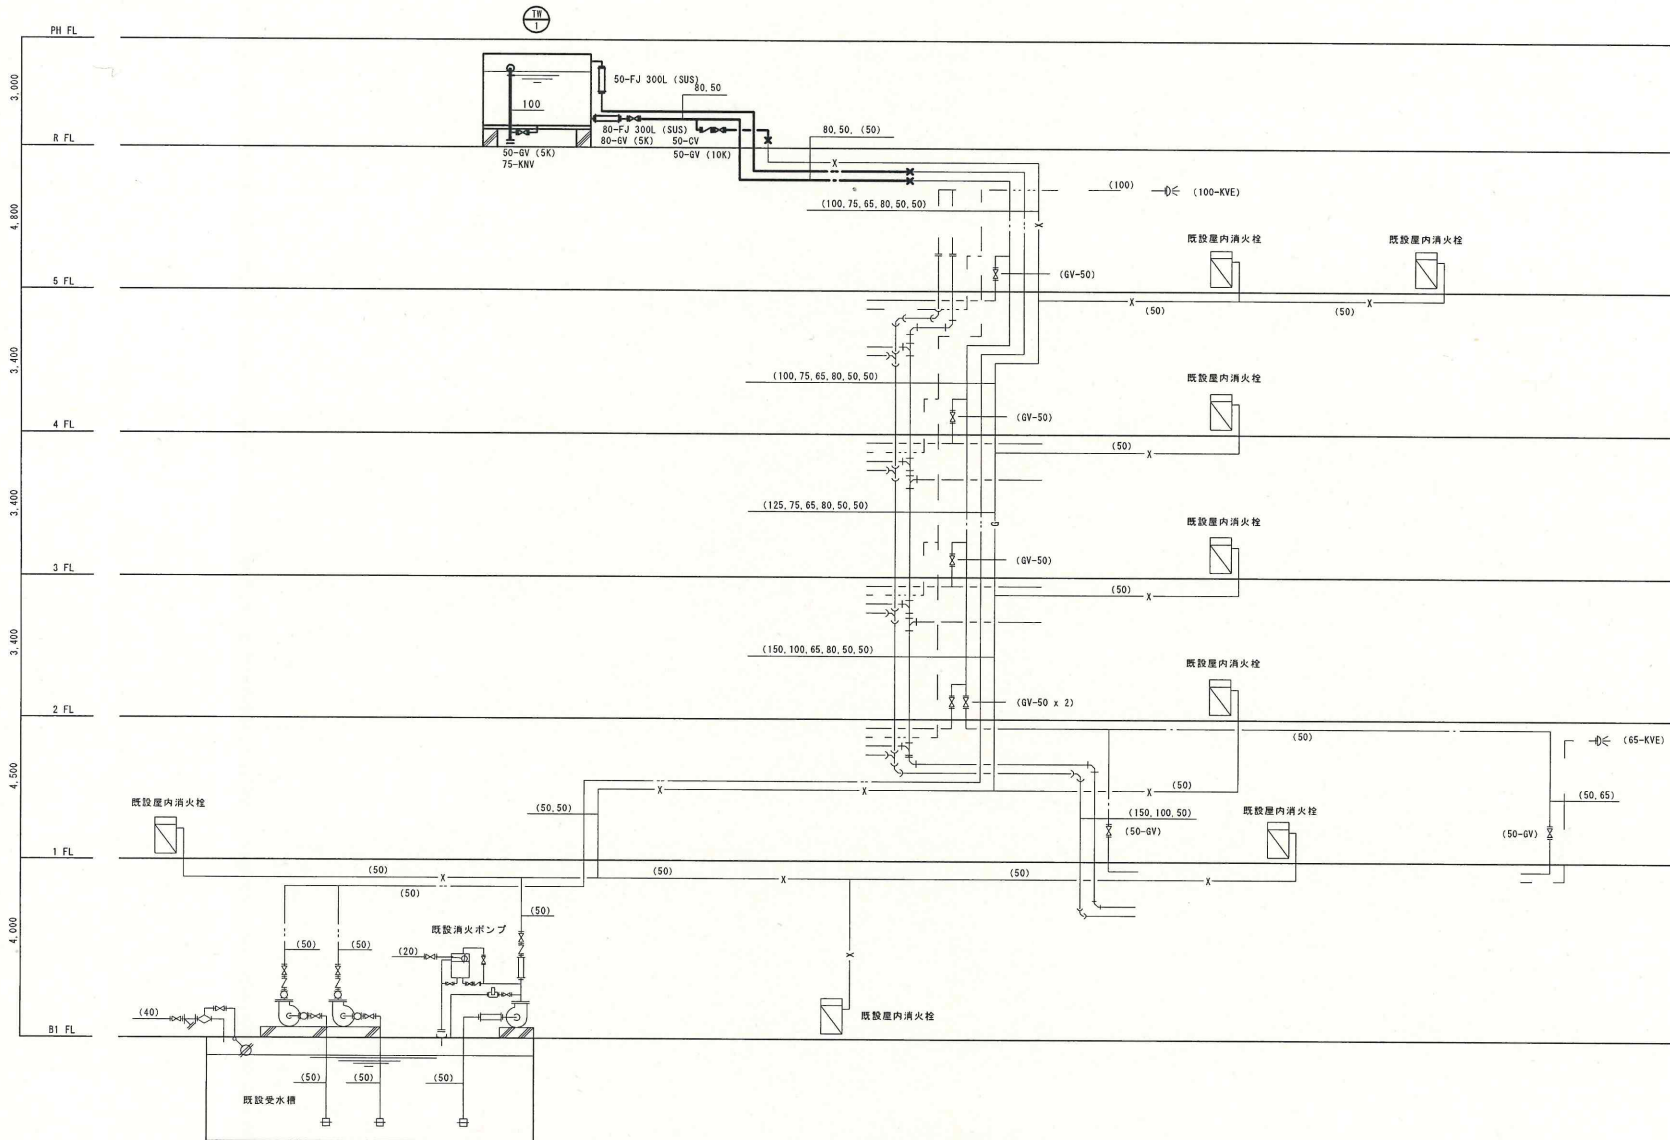 TW
1
PH FL
3,000
50-FJ 300L (SUS)
80,50
100
80-FJ 300L (SUS)
80-GV (5K)
50-CV
50-GV (10K)
80,50, (50)
R FL
50-GV (5K)
75-KNV
(100)
(100-KVE)
(100,75,65,80,50,50)
4,800
既設屋内消火栓
既設屋内消火栓
(GV-50)
5 FL
(50)
(50)
3,400
(100,75,65,80,50,50)
既設屋内消火栓
(GV-50)
4 FL
(50)
3,400
(125,75,65,80,50,50)
既設屋内消火栓
(GV-50)
3 FL
(50)
3,400
(150,100,65,80,50,50)
既設屋内消火栓
(GV-50 x 2)
2 FL
(50)
(65-KVE)
4,500
(50)
(50,65)
既設屋内消火栓
(50,50)
(150,100,50)
既設屋内消火栓
(50-GV)
(50-GV)
1 FL
(50)
(50)
(50)
(50)
(50)
4,000
既設消火ポンプ
(50)
(50)
(20)
(40)
既設屋内消火栓
B1 FL
(50)
(50)
(50)
既設受水槽